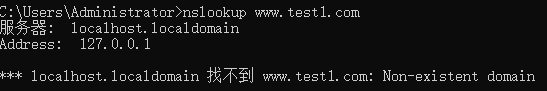 C:\Users\Administrator>nslookup www.test1.com
服务器:  localhost.localdomain
Address:  127.0.0.1
*** localhost.localdomain 找不到 www.test1.com: Non-existent domain